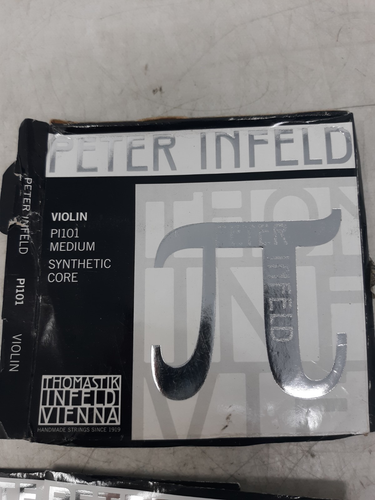 PETER INFELD
VIOLIN
PI101
MEDIUM
SYNTHETIC
CORE
PETER
INFELD
π
THOMASTIK
INFELD
VIENNA
HANDMADE STRINGS SINCE 1919
PETER INFELD
PI101
VIOLIN